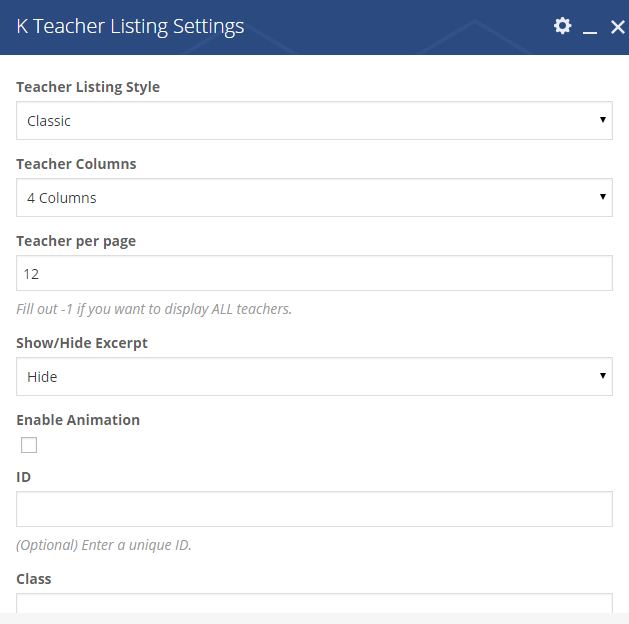 K Teacher Listing Settings
Teacher Listing Style
Classic
Teacher Columns
4 Columns
Teacher per page
12
Fill out -1 if you want to display ALL teachers.
Show/Hide Excerpt
Hide
Enable Animation
ID
(Optional) Enter a unique ID.
Class